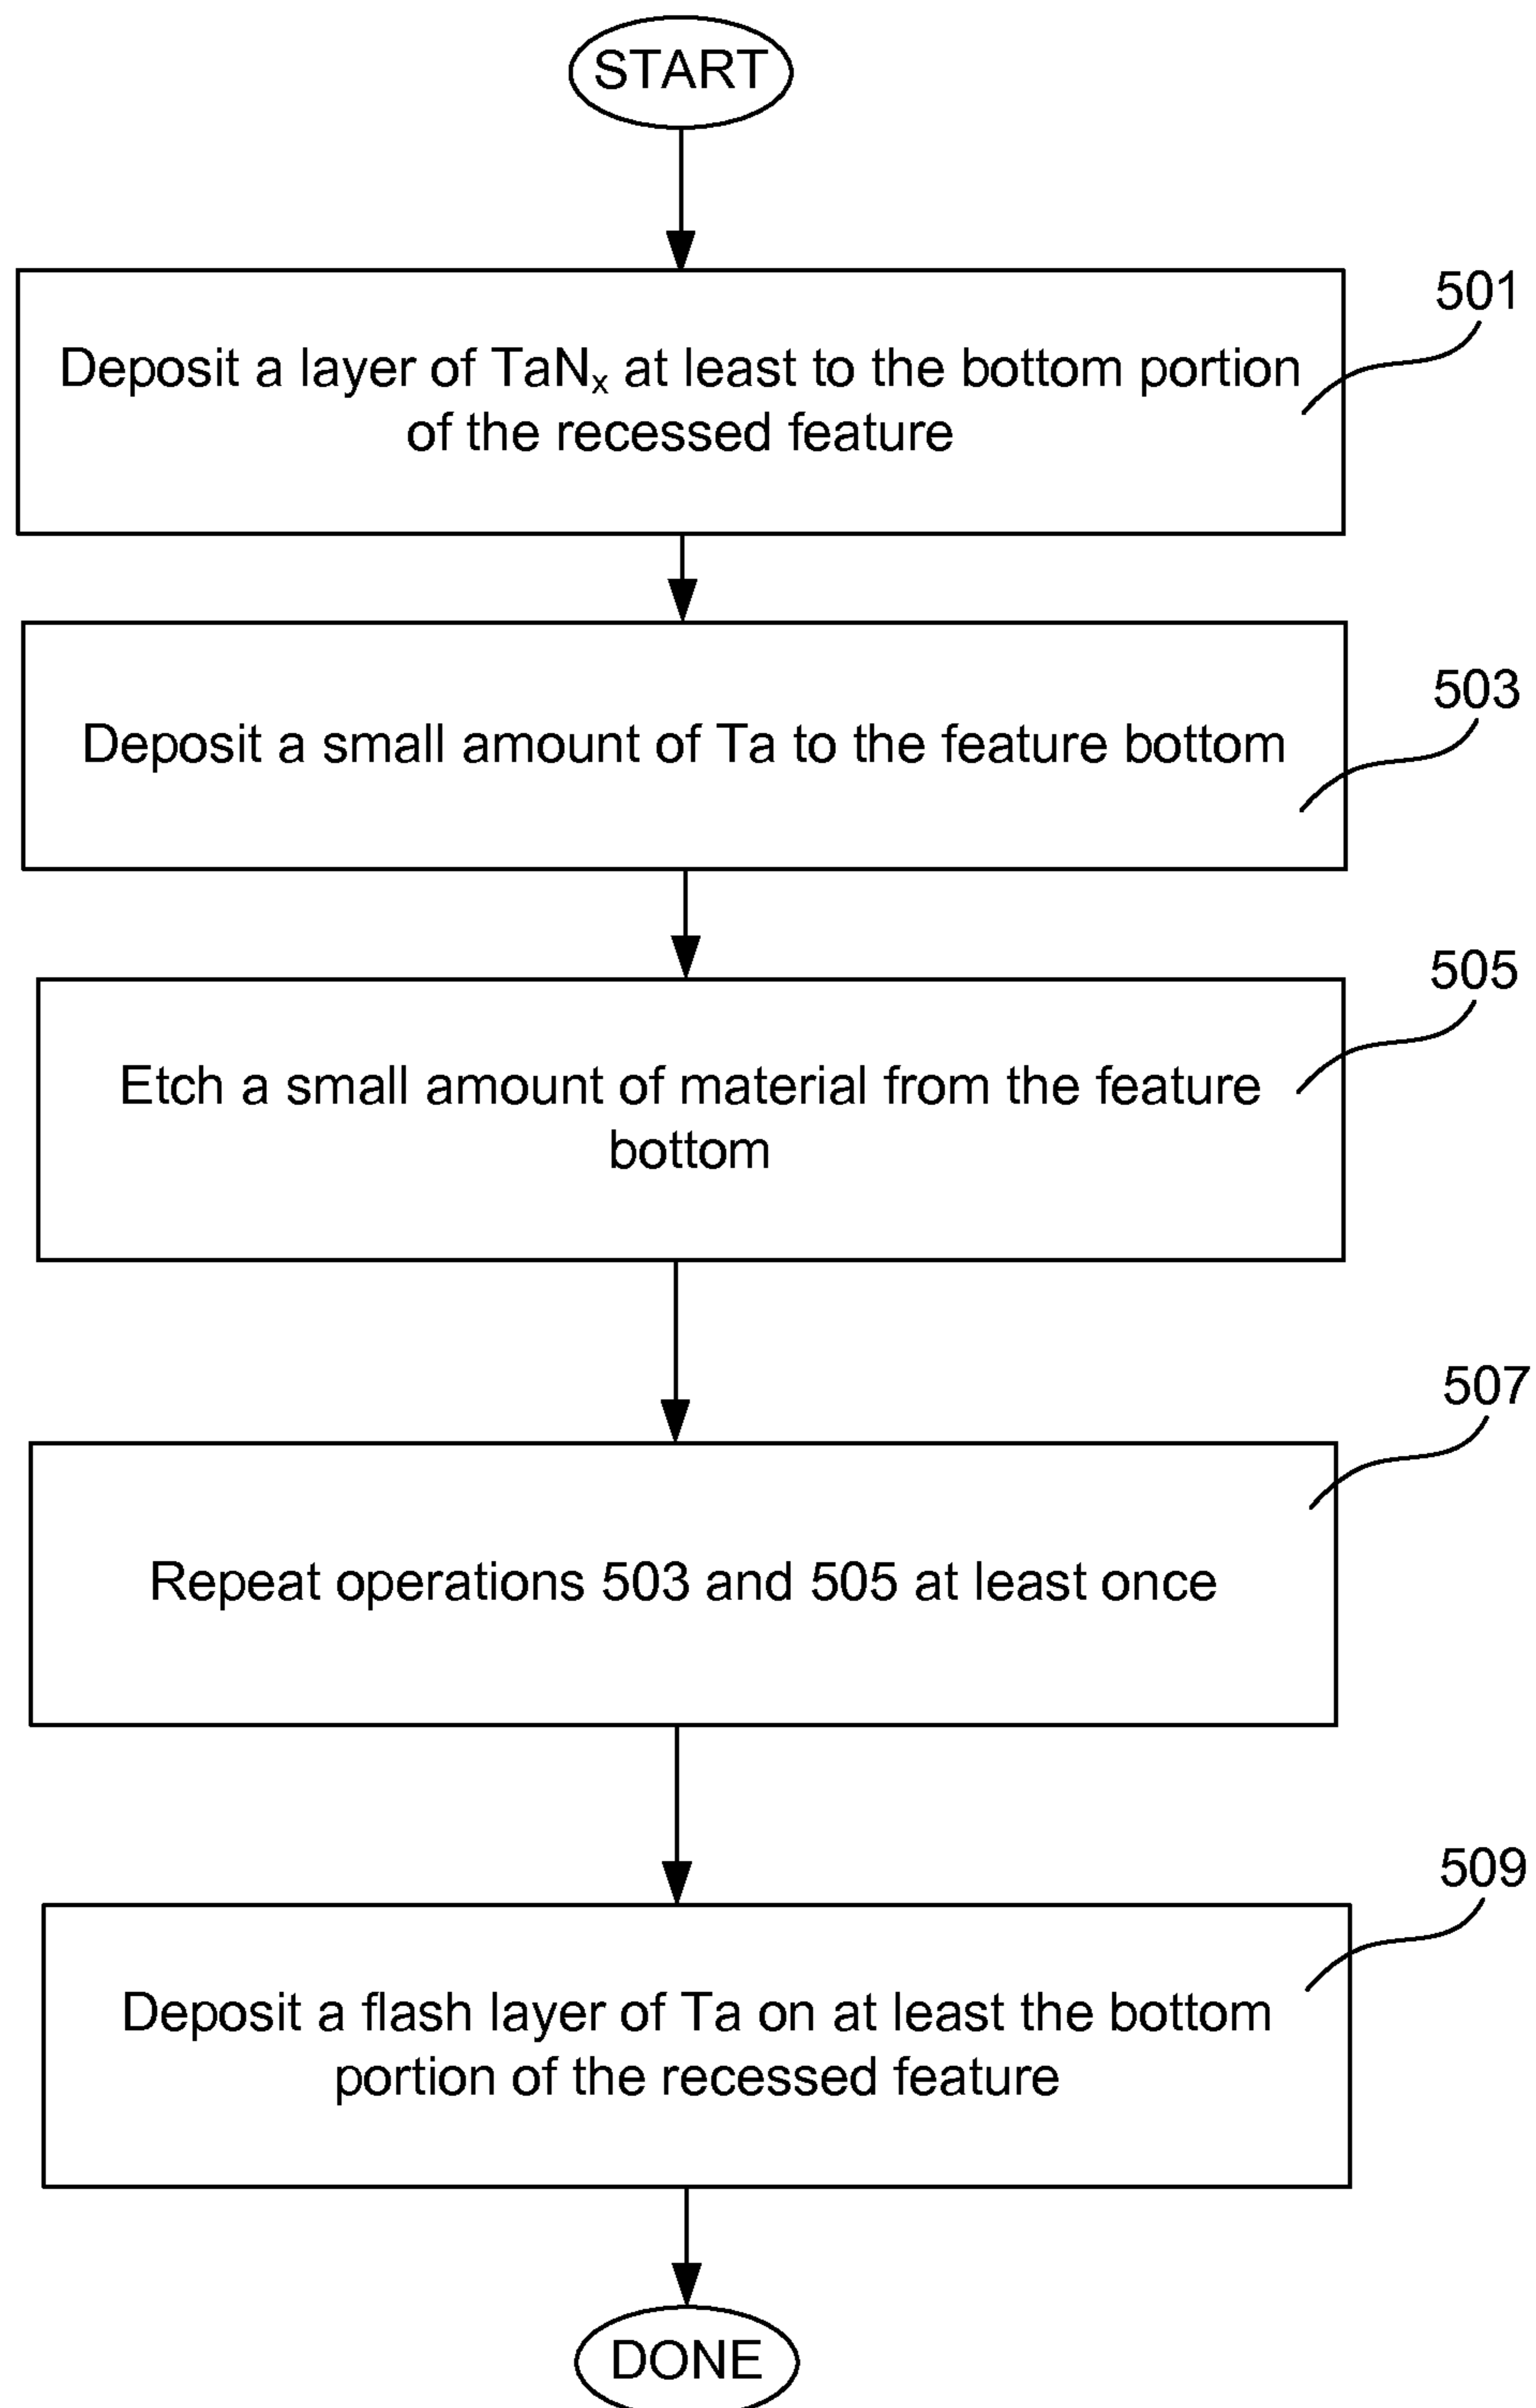 START
501
Deposit a layer of TaNₓ at least to the bottom portion
of the recessed feature
503
Deposit a small amount of Ta to the feature bottom
505
Etch a small amount of material from the feature
bottom
507
Repeat operations 503 and 505 at least once
509
Deposit a flash layer of Ta on at least the bottom
portion of the recessed feature
DONE